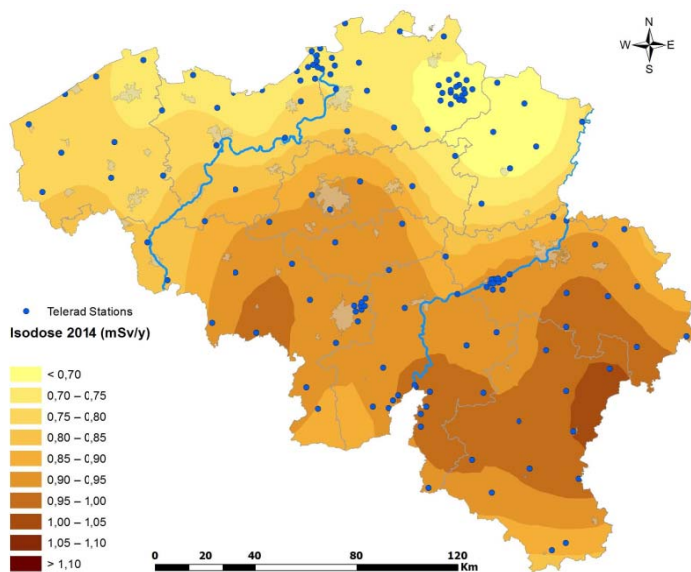 N
W E
S
Telerad Stations
Isodose 2014 (mSv/y)
< 0,70
0,70 – 0,75
0,75 – 0,80
0,80 – 0,85
0,85 – 0,90
0,90 – 0,95
0,95 – 1,00
1,00 – 1,05
1,05 – 1,10
> 1,10
0 20 40 80 120
Km